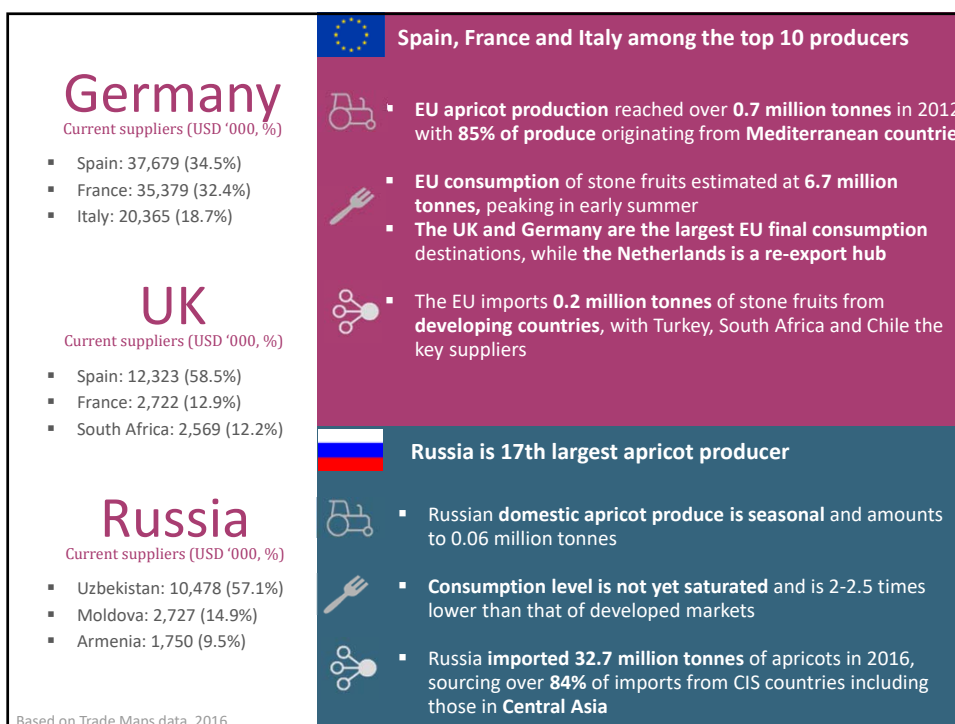 Germany
Current suppliers (USD ‘000, %)
▪ Spain: 37,679 (34.5%)
▪ France: 35,379 (32.4%)
▪ Italy: 20,365 (18.7%)
UK
Current suppliers (USD ‘000, %)
▪ Spain: 12,323 (58.5%)
▪ France: 2,722 (12.9%)
▪ South Africa: 2,569 (12.2%)
Russia
Current suppliers (USD ‘000, %)
▪ Uzbekistan: 10,478 (57.1%)
▪ Moldova: 2,727 (14.9%)
▪ Armenia: 1,750 (9.5%)
Based on Trade Maps data, 2016
Spain, France and Italy among the top 10 producers
▪ EU apricot production reached over 0.7 million tonnes in 2012
with 85% of produce originating from Mediterranean countrie
▪ EU consumption of stone fruits estimated at 6.7 million
tonnes, peaking in early summer
▪ The UK and Germany are the largest EU final consumption
destinations, while the Netherlands is a re-export hub
▪ The EU imports 0.2 million tonnes of stone fruits from
developing countries, with Turkey, South Africa and Chile the
key suppliers
Russia is 17th largest apricot producer
▪ Russian domestic apricot produce is seasonal and amounts
to 0.06 million tonnes
▪ Consumption level is not yet saturated and is 2-2.5 times
lower than that of developed markets
▪ Russia imported 32.7 million tonnes of apricots in 2016,
sourcing over 84% of imports from CIS countries including
those in Central Asia